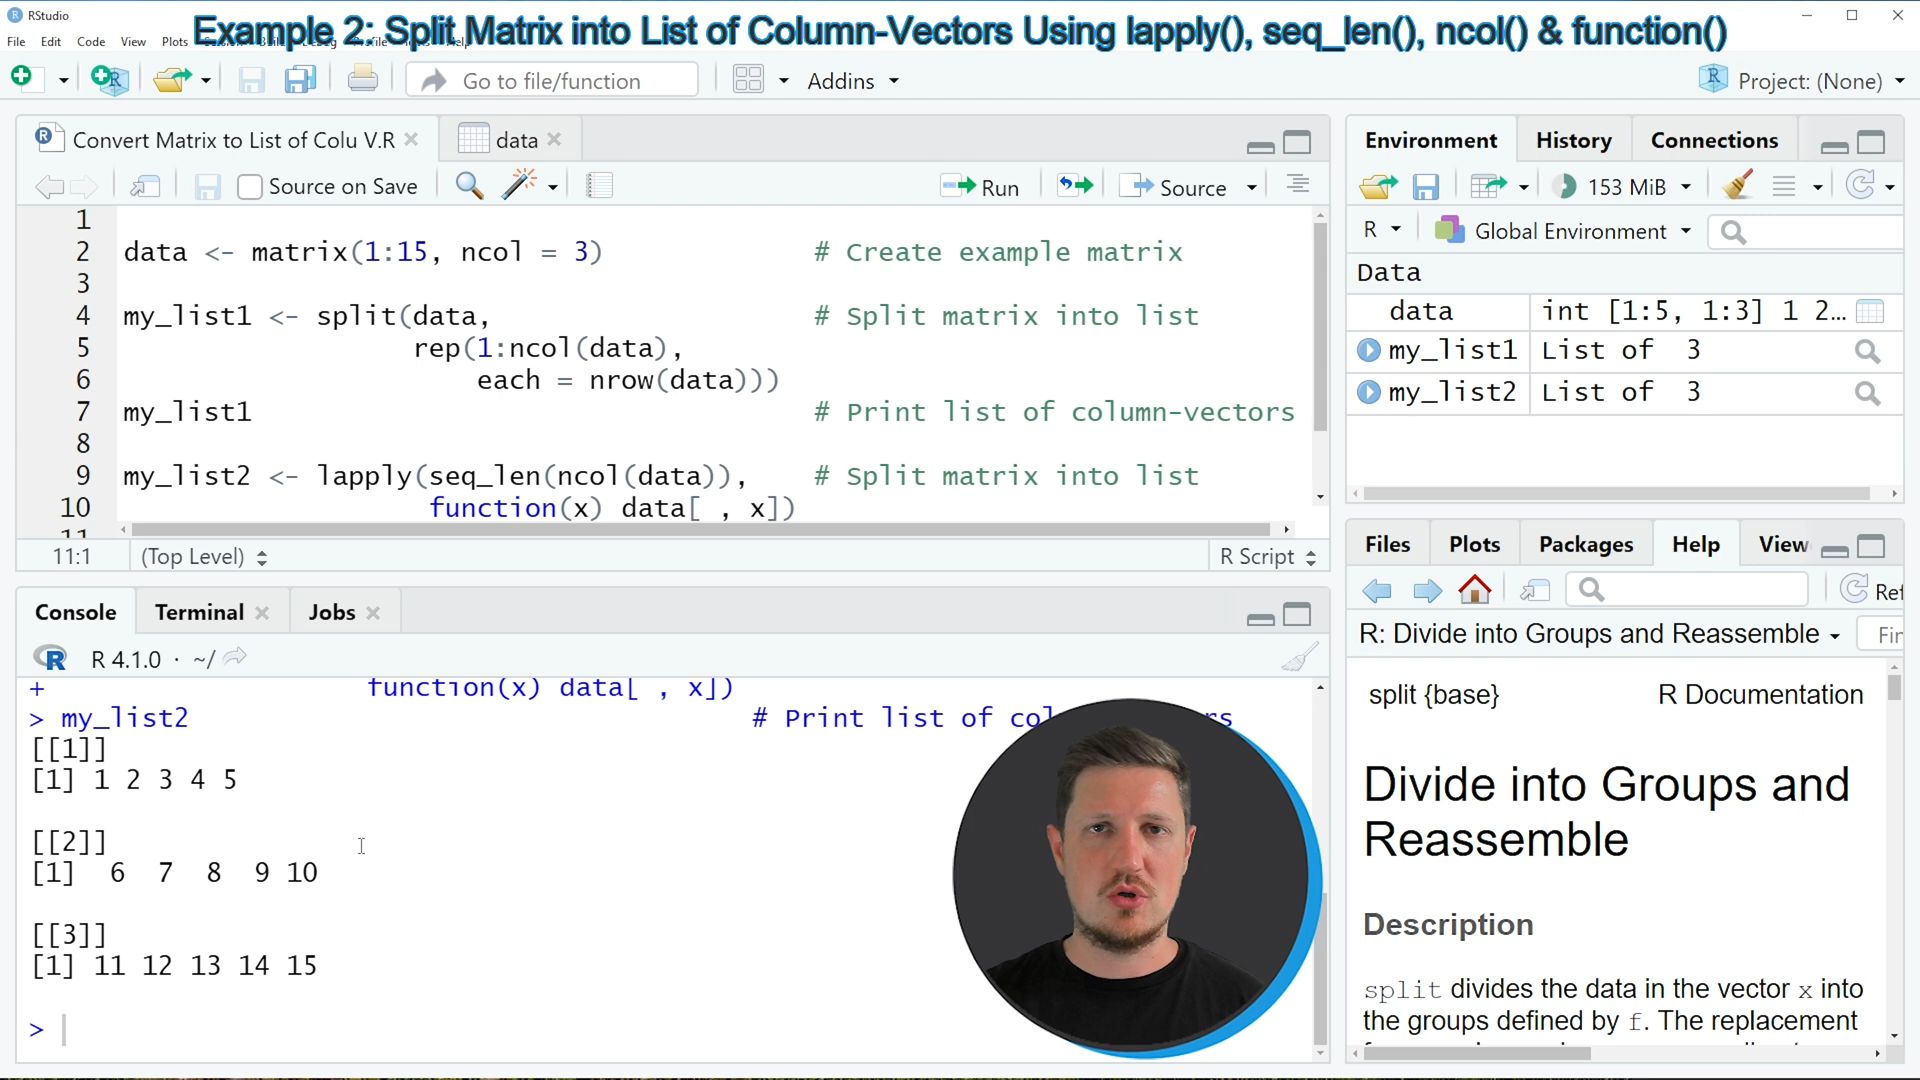 RStudio
Example 2: Split Matrix into List of Column-Vectors Using lapply(), seq_len(), ncol() & function()
File Edit Code View Plots
Go to file/function
Addins
Project: (None)
Convert Matrix to List of Colu V.R
data
Source on Save
Run
Source
1
2 data <- matrix(1:15, ncol = 3) # Create example matrix
3
4 my_list1 <- split(data, # Split matrix into list
5 rep(1:ncol(data),
6 each = nrow(data)))
7 my_list1 # Print list of column-vectors
8
9 my_list2 <- lapply(seq_len(ncol(data)), # Split matrix into list
10 function(x) data[ , x])
11
11:1 (Top Level) R Script
Console Terminal Jobs
R 4.1.0 · ~/
+ function(x) data[ , x])
> my_list2 # Print list of col rs
[[1]]
[1] 1 2 3 4 5
[[2]]
[1] 6 7 8 9 10
[[3]]
[1] 11 12 13 14 15
>
Environment History Connections
153 MiB
R Global Environment
Data
data int [1:5, 1:3] 1 2...
my_list1 List of 3
my_list2 List of 3
Files Plots Packages Help View
Ref
R: Divide into Groups and Reassemble Fin
split {base} R Documentation
Divide into Groups and
Reassemble
Description
split divides the data in the vector x into
the groups defined by f. The replacement